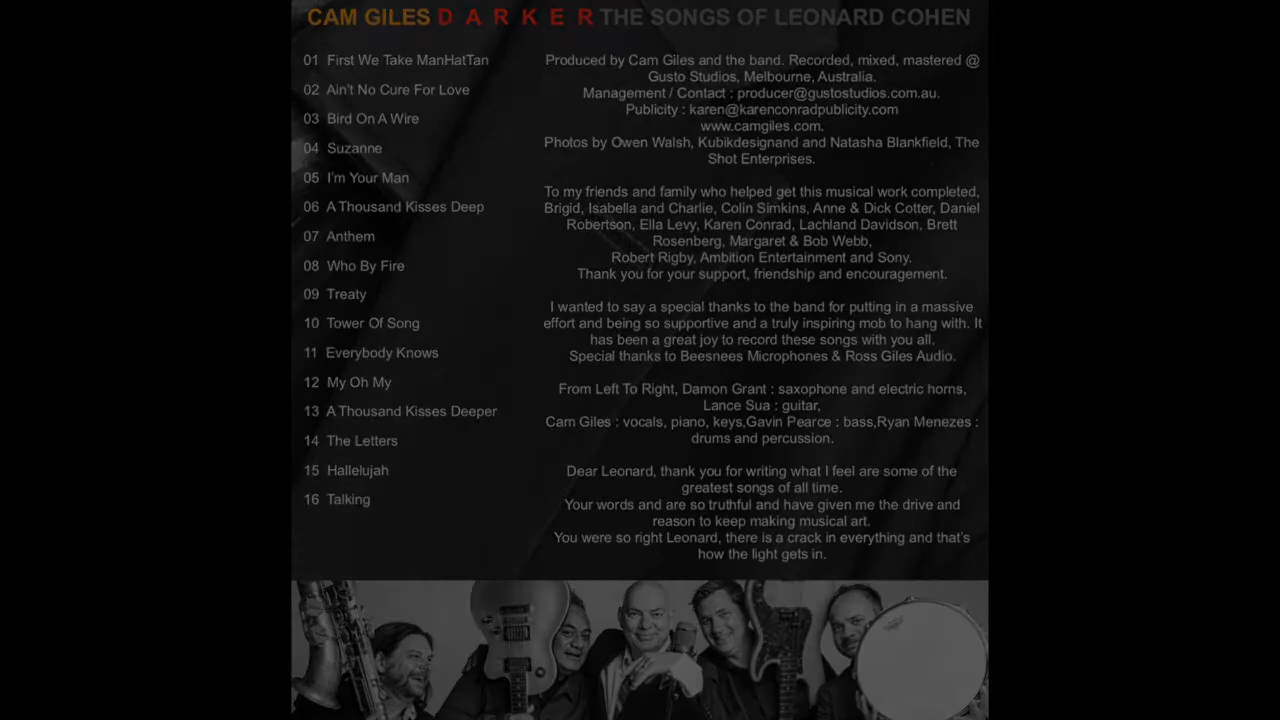 CAM GILES D A R K E R THE SONGS OF LEONARD COHEN
01 First We Take ManHatTan
02 Ain't No Cure For Love
03 Bird On A Wire
04 Suzanne
05 I'm Your Man
06 A Thousand Kisses Deep
07 Anthem
08 Who By Fire
09 Treaty
10 Tower Of Song
11 Everybody Knows
12 My Oh My
13 A Thousand Kisses Deeper
14 The Letters
15 Hallelujah
16 Talking
Produced by Cam Giles and the band. Recorded, mixed, mastered @
Gusto Studios, Melbourne, Australia.
Management / Contact : producer@gustostudios.com.au.
Publicity : karen@karenconradpublicity.com
www.camgiles.com.
Photos by Owen Walsh, Kubikdesignand and Natasha Blankfield, The
Shot Enterprises.
To my friends and family who helped get this musical work completed,
Brigid, Isabella and Charlie, Colin Simkins, Anne & Dick Cotter, Daniel
Robertson, Ella Levy, Karen Conrad, Lachland Davidson, Brett
Rosenberg, Margaret & Bob Webb,
Robert Rigby, Ambition Entertainment and Sony.
Thank you for your support, friendship and encouragement.
I wanted to say a special thanks to the band for putting in a massive
effort and being so supportive and a truly inspiring mob to hang with. It
has been a great joy to record these songs with you all.
Special thanks to Beesnees Microphones & Ross Giles Audio.
From Left To Right, Damon Grant : saxophone and electric horns,
Lance Sua : guitar,
Cam Giles : vocals, piano, keys,Gavin Pearce : bass,Ryan Menezes :
drums and percussion.
Dear Leonard, thank you for writing what I feel are some of the
greatest songs of all time.
Your words and are so truthful and have given me the drive and
reason to keep making musical art.
You were so right Leonard, there is a crack in everything and that's
how the light gets in.